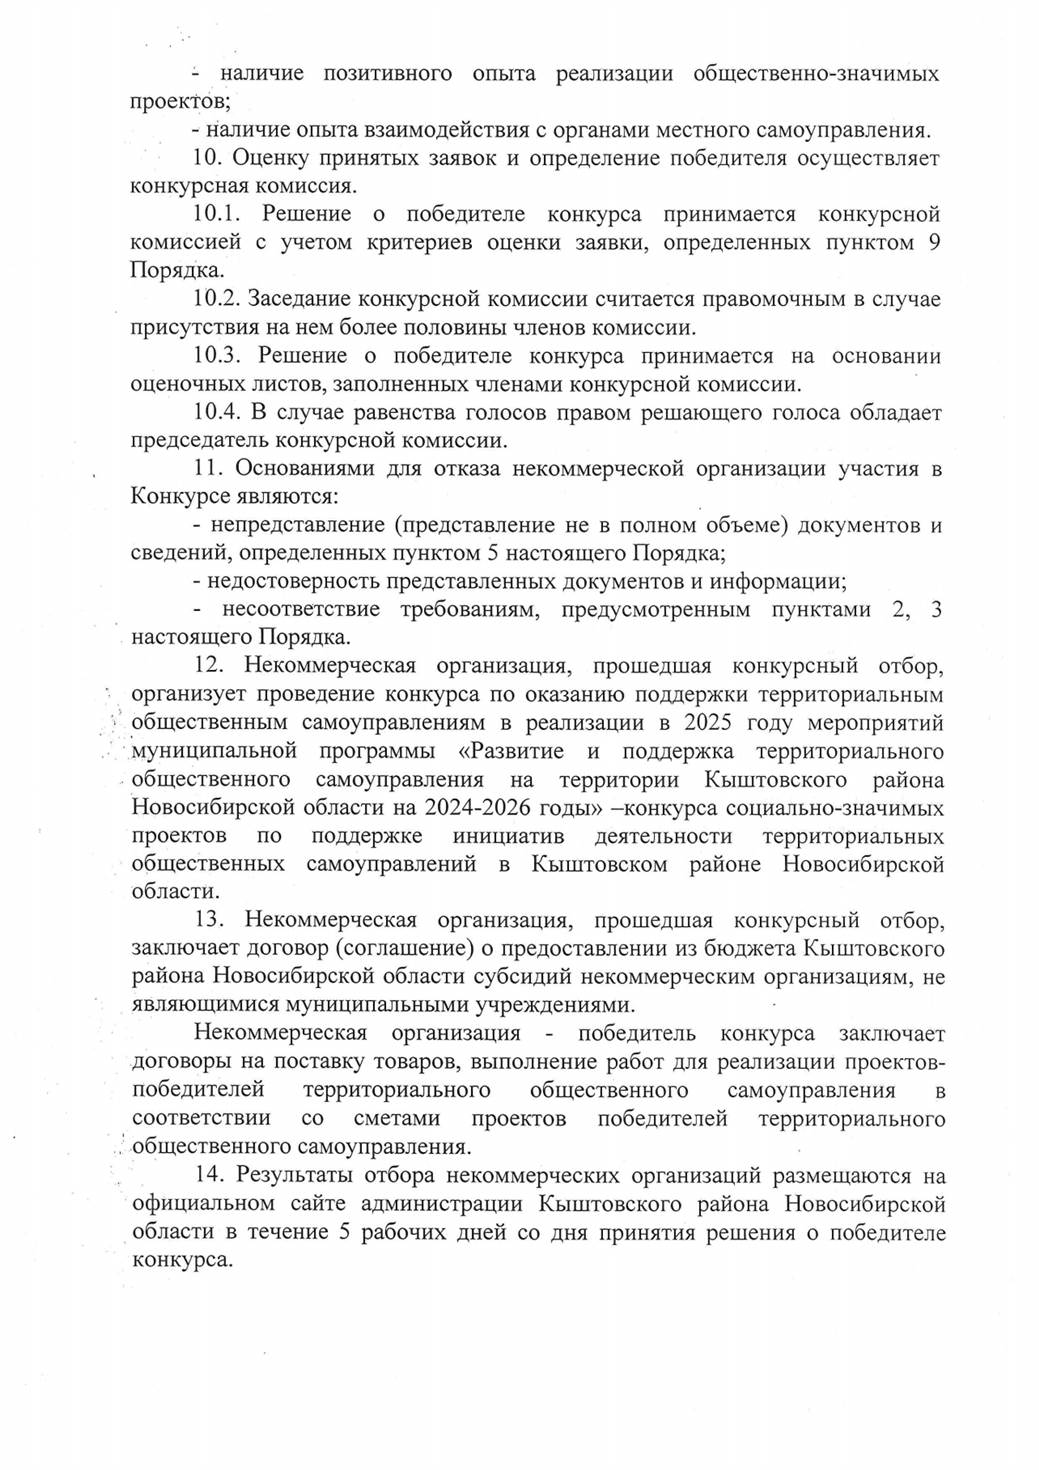 - наличие позитивного опыта реализации общественно-значимых
проектов;
- наличие опыта взаимодействия с органами местного самоуправления.
10. Оценку принятых заявок и определение победителя осуществляет
конкурсная комиссия.
10.1. Решение о победителе конкурса принимается конкурсной
комиссией с учетом критериев оценки заявки, определенных пунктом 9
Порядка.
10.2. Заседание конкурсной комиссии считается правомочным в случае
присутствия на нем более половины членов комиссии.
10.3. Решение о победителе конкурса принимается на основании
оценочных листов, заполненных членами конкурсной комиссии.
10.4. В случае равенства голосов правом решающего голоса обладает
председатель конкурсной комиссии.
11. Основаниями для отказа некоммерческой организации участия в
Конкурсе являются:
- непредставление (представление не в полном объеме) документов и
сведений, определенных пунктом 5 настоящего Порядка;
- недостоверность представленных документов и информации;
- несоответствие требованиям, предусмотренным пунктами 2, 3
настоящего Порядка.
12. Некоммерческая организация, прошедшая конкурсный отбор,
организует проведение конкурса по оказанию поддержки территориальным
общественным самоуправлениям в реализации в 2025 году мероприятий
муниципальной программы «Развитие и поддержка территориального
общественного самоуправления на территории Кыштовского района
Новосибирской области на 2024-2026 годы» –конкурса социально-значимых
проектов по поддержке инициатив деятельности территориальных
общественных самоуправлений в Кыштовском районе Новосибирской
области.
13. Некоммерческая организация, прошедшая конкурсный отбор,
заключает договор (соглашение) о предоставлении из бюджета Кыштовского
района Новосибирской области субсидий некоммерческим организациям, не
являющимися муниципальными учреждениями.
Некоммерческая организация - победитель конкурса заключает
договоры на поставку товаров, выполнение работ для реализации проектов-
победителей территориального общественного самоуправления в
соответствии со сметами проектов победителей территориального
общественного самоуправления.
14. Результаты отбора некоммерческих организаций размещаются на
официальном сайте администрации Кыштовского района Новосибирской
области в течение 5 рабочих дней со дня принятия решения о победителе
конкурса.